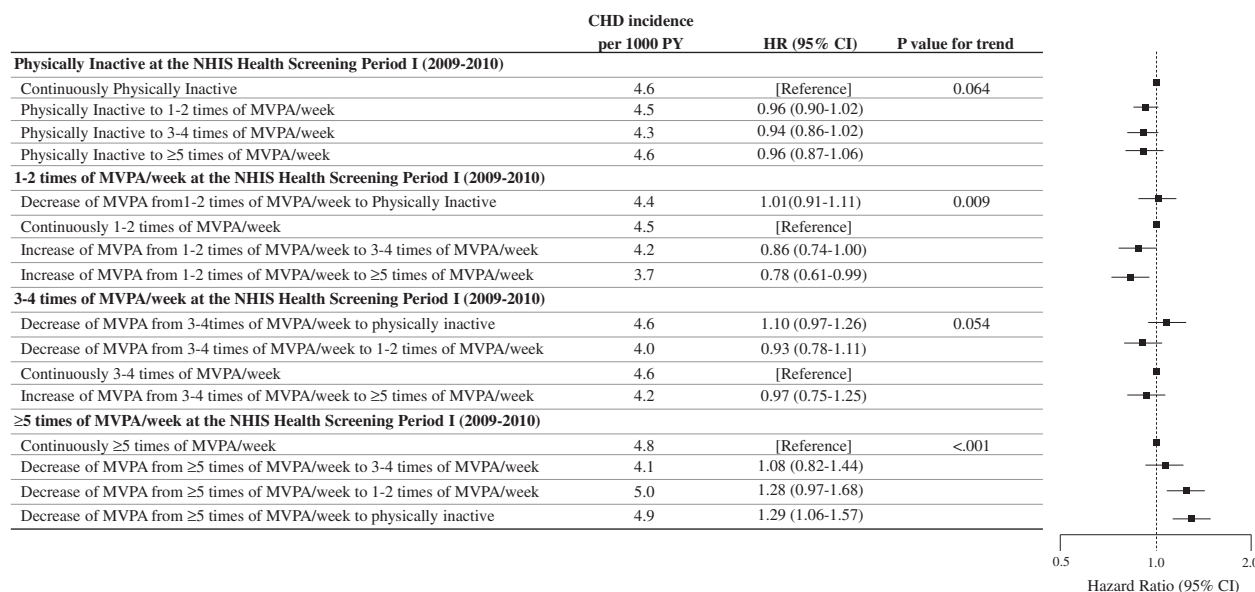 CHD incidence
per 1000 PY HR (95% CI) P value for trend
Physically Inactive at the NHIS Health Screening Period I (2009-2010)
Continuously Physically Inactive 4.6 [Reference] 0.064
Physically Inactive to 1-2 times of MVPA/week 4.5 0.96 (0.90-1.02)
Physically Inactive to 3-4 times of MVPA/week 4.3 0.94 (0.86-1.02)
Physically Inactive to ≥5 times of MVPA/week 4.6 0.96 (0.87-1.06)
1-2 times of MVPA/week at the NHIS Health Screening Period I (2009-2010)
Decrease of MVPA from1-2 times of MVPA/week to Physically Inactive 4.4 1.01(0.91-1.11) 0.009
Continuously 1-2 times of MVPA/week 4.5 [Reference]
Increase of MVPA from 1-2 times of MVPA/week to 3-4 times of MVPA/week 4.2 0.86 (0.74-1.00)
Increase of MVPA from 1-2 times of MVPA/week to ≥5 times of MVPA/week 3.7 0.78 (0.61-0.99)
3-4 times of MVPA/week at the NHIS Health Screening Period I (2009-2010)
Decrease of MVPA from 3-4times of MVPA/week to physically inactive 4.6 1.10 (0.97-1.26) 0.054
Decrease of MVPA from 3-4 times of MVPA/week to 1-2 times of MVPA/week 4.0 0.93 (0.78-1.11)
Continuously 3-4 times of MVPA/week 4.6 [Reference]
Increase of MVPA from 3-4 times of MVPA/week to ≥5 times of MVPA/week 4.2 0.97 (0.75-1.25)
≥5 times of MVPA/week at the NHIS Health Screening Period I (2009-2010)
Continuously ≥5 times of MVPA/week 4.8 [Reference] <.001
Decrease of MVPA from ≥5 times of MVPA/week to 3-4 times of MVPA/week 4.1 1.08 (0.82-1.44)
Decrease of MVPA from ≥5 times of MVPA/week to 1-2 times of MVPA/week 5.0 1.28 (0.97-1.68)
Decrease of MVPA from ≥5 times of MVPA/week to physically inactive 4.9 1.29 (1.06-1.57)
0.5 1.0 2.0
Hazard Ratio (95% CI)